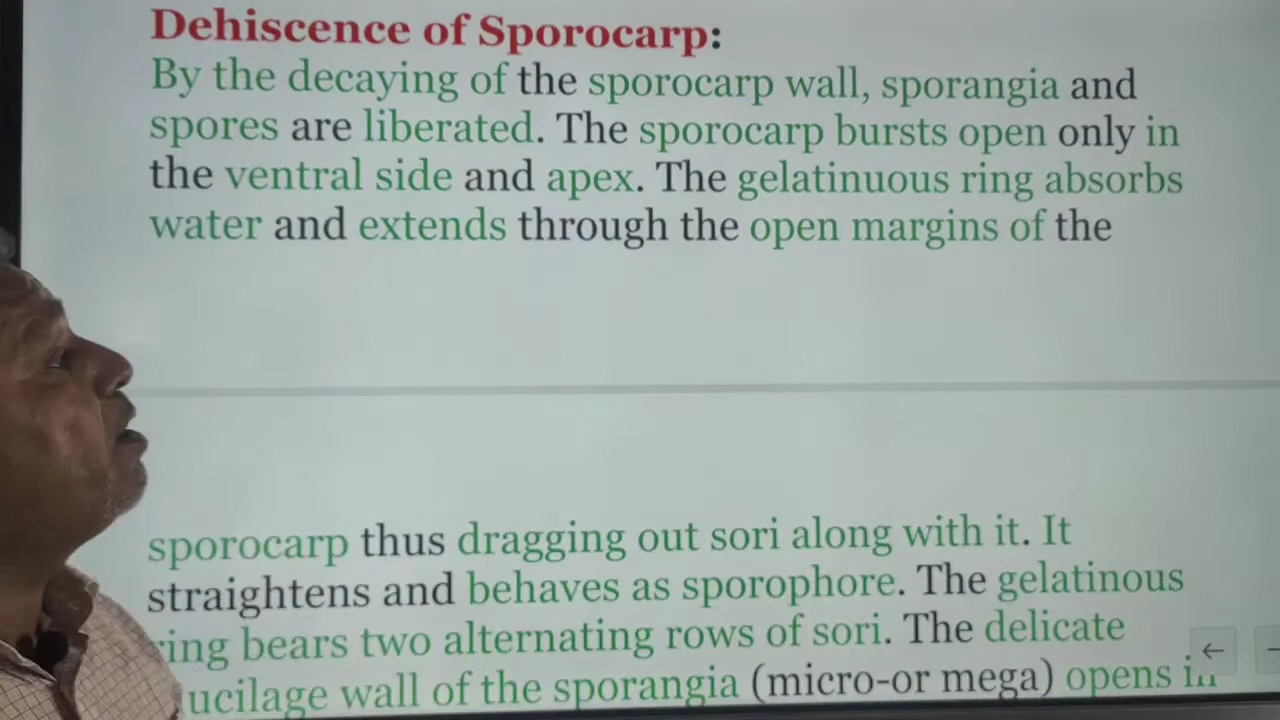 Dehiscence of Sporocarp:
By the decaying of the sporocarp wall, sporangia and
spores are liberated. The sporocarp bursts open only in
the ventral side and apex. The gelatinuous ring absorbs
water and extends through the open margins of the
sporocarp thus dragging out sori along with it. It
straightens and behaves as sporophore. The gelatinous
ring bears two alternating rows of sori. The delicate
ucilage wall of the sporangia (micro-or mega) opens